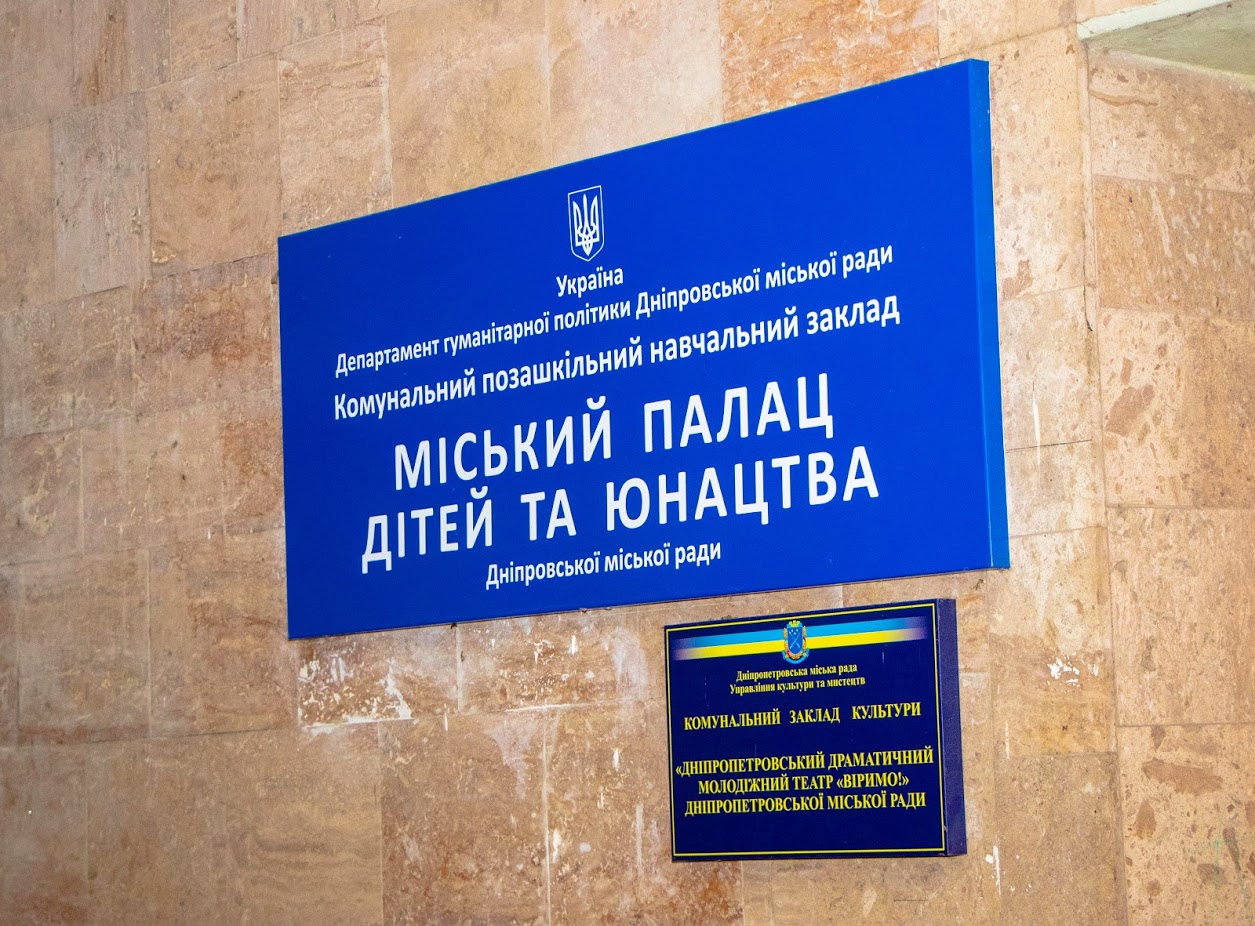 Україна
Департамент гуманітарної політики Дніпровської міської ради
Комунальний позашкільний навчальний заклад
МІСЬКИЙ ПАЛАЦ
ДІТЕЙ ТА ЮНАЦТВА
Дніпровської міської ради
Дніпропетровська міська рада
Управління культури та мистецтв
КОМУНАЛЬНИЙ ЗАКЛАД КУЛЬТУРИ
«ДНІПРОПЕТРОВСЬКИЙ ДРАМАТИЧНИЙ
МОЛОДІЖНИЙ ТЕАТР «ВІРИМО!»
ДНІПРОПЕТРОВСЬКОЇ МІСЬКОЇ РАДИ